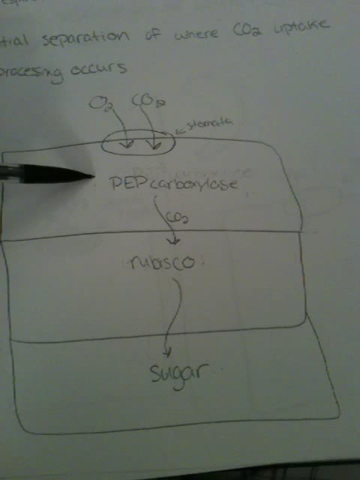 tial separation of where CO2 uptake
processing occurs
O2 CO2
stomata
PEP carboxylase
CO2
rubisco
sugar